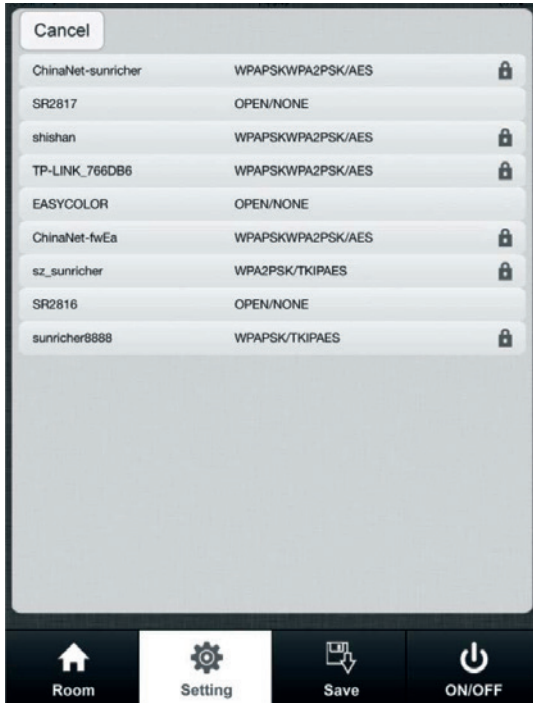 Cancel
ChinaNet-sunricher WPAPSKWPA2PSK/AES
SR2817 OPEN/NONE
shishan WPAPSKWPA2PSK/AES
TP-LINK_766DB6 WPAPSKWPA2PSK/AES
EASYCOLOR OPEN/NONE
ChinaNet-fwEa WPAPSKWPA2PSK/AES
sz_sunricher WPA2PSK/TKIPAES
SR2816 OPEN/NONE
sunricher8888 WPAPSK/TKIPAES
Room Setting Save ON/OFF